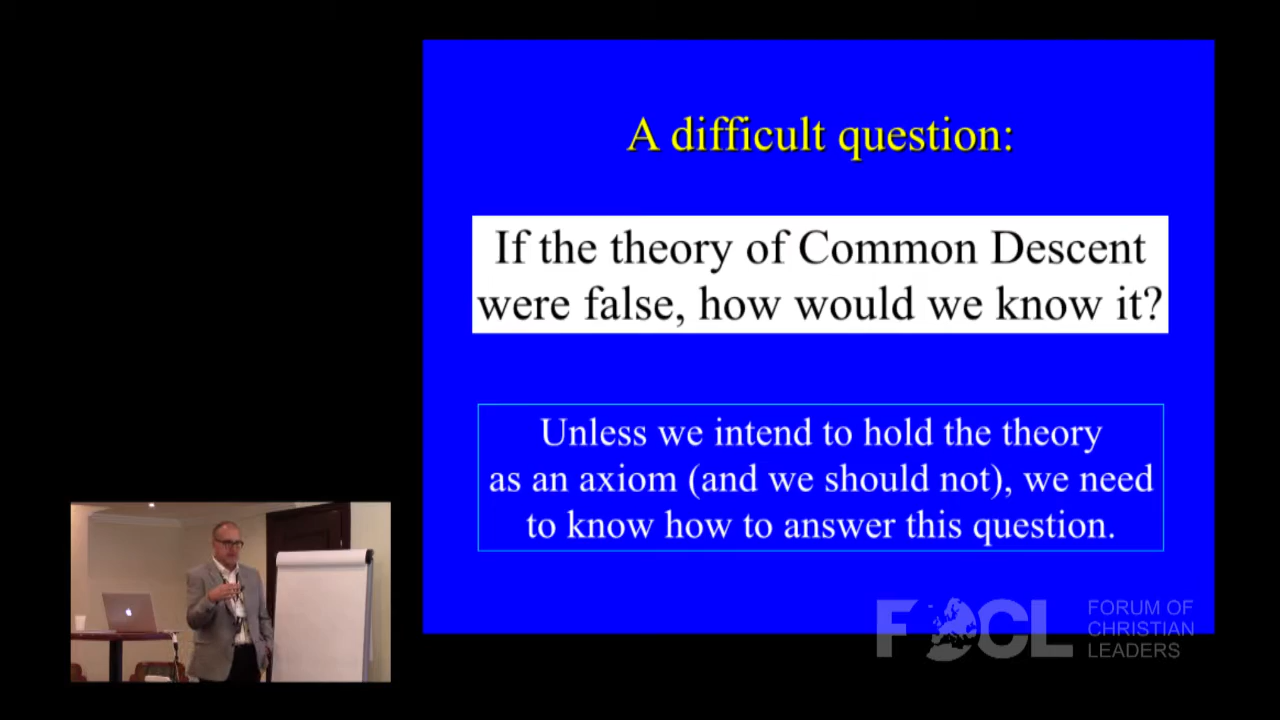 A difficult question:
If the theory of Common Descent
were false, how would we know it?
Unless we intend to hold the theory
as an axiom (and we should not), we need
to know how to answer this question.
FOCL
FORUM OF
CHRISTIAN
LEADERS